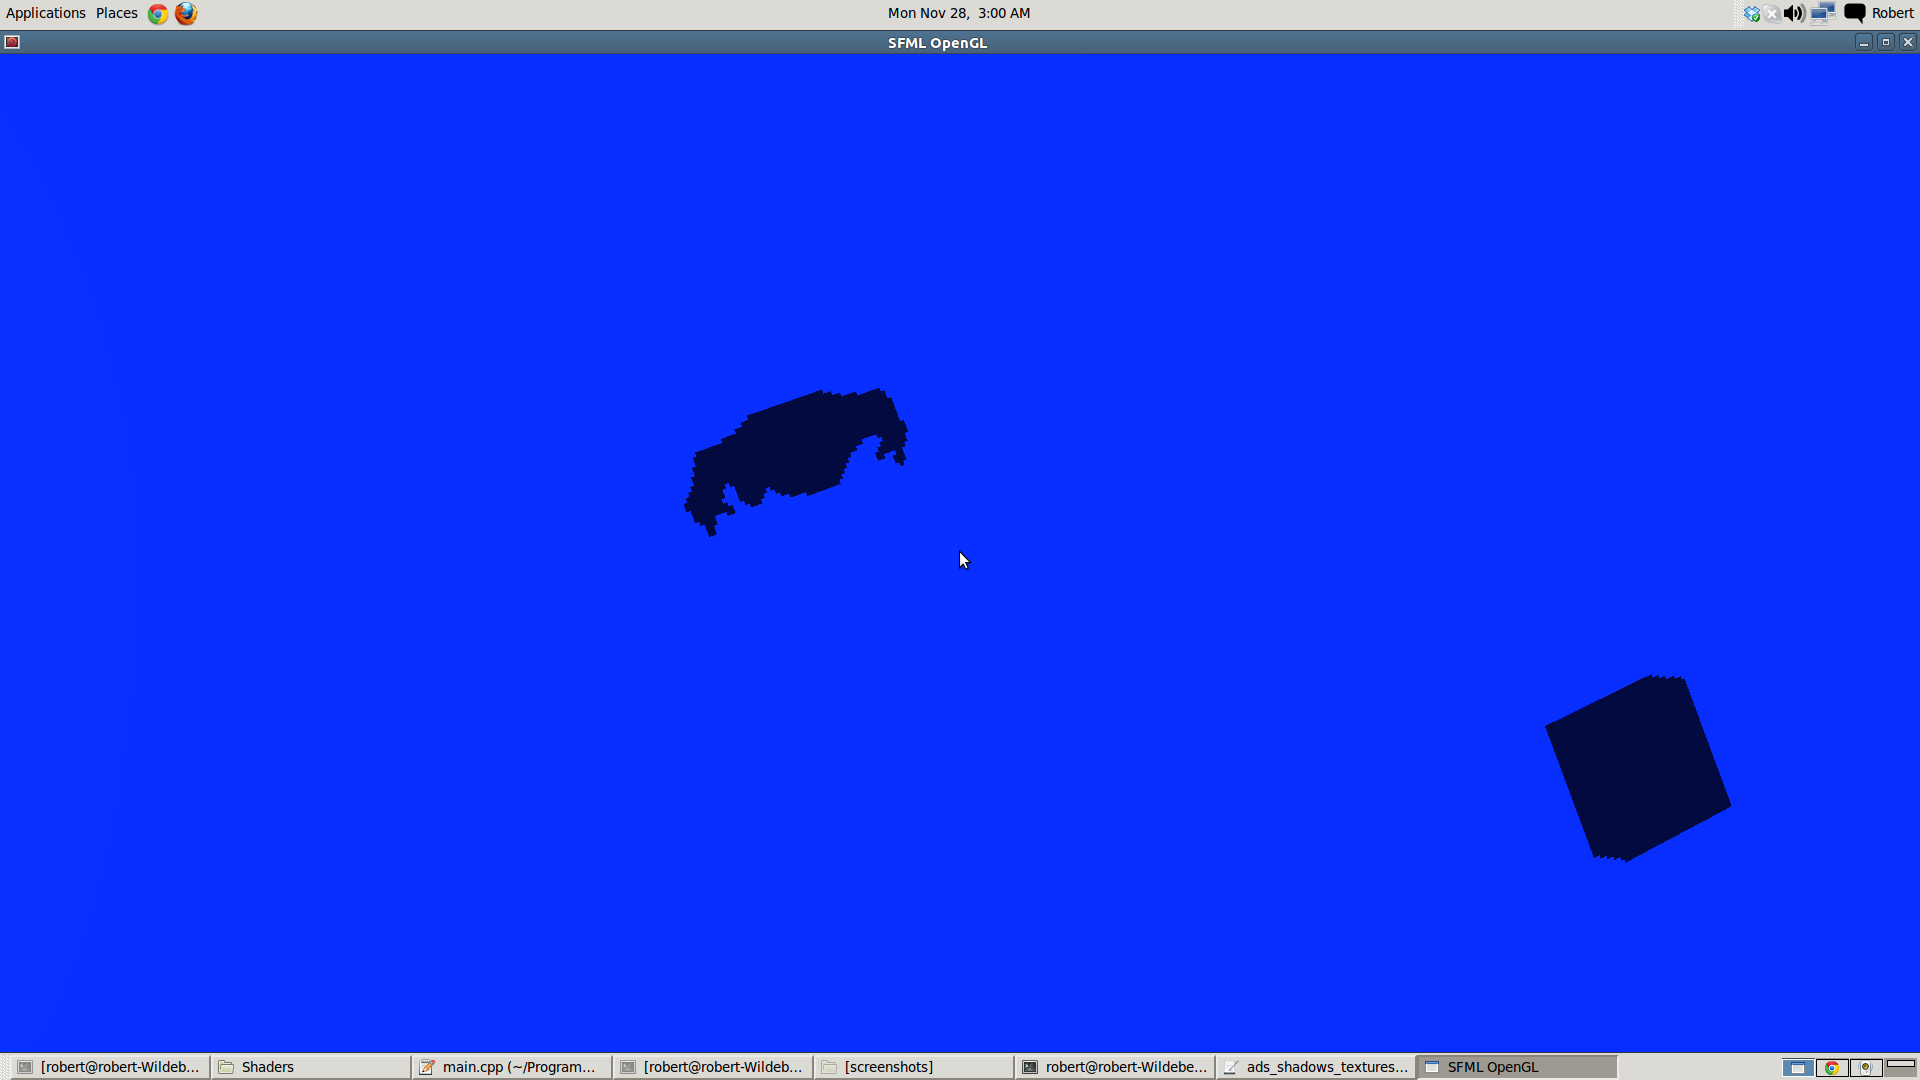 Applications Places Mon Nov 28, 3:00 AM Robert
SFML OpenGL
[robert@robert-Wildeb... Shaders main.cpp (~/Program... [robert@robert-Wildeb... [screenshots] robert@robert-Wildebe... ads_shadows_textures... SFML OpenGL